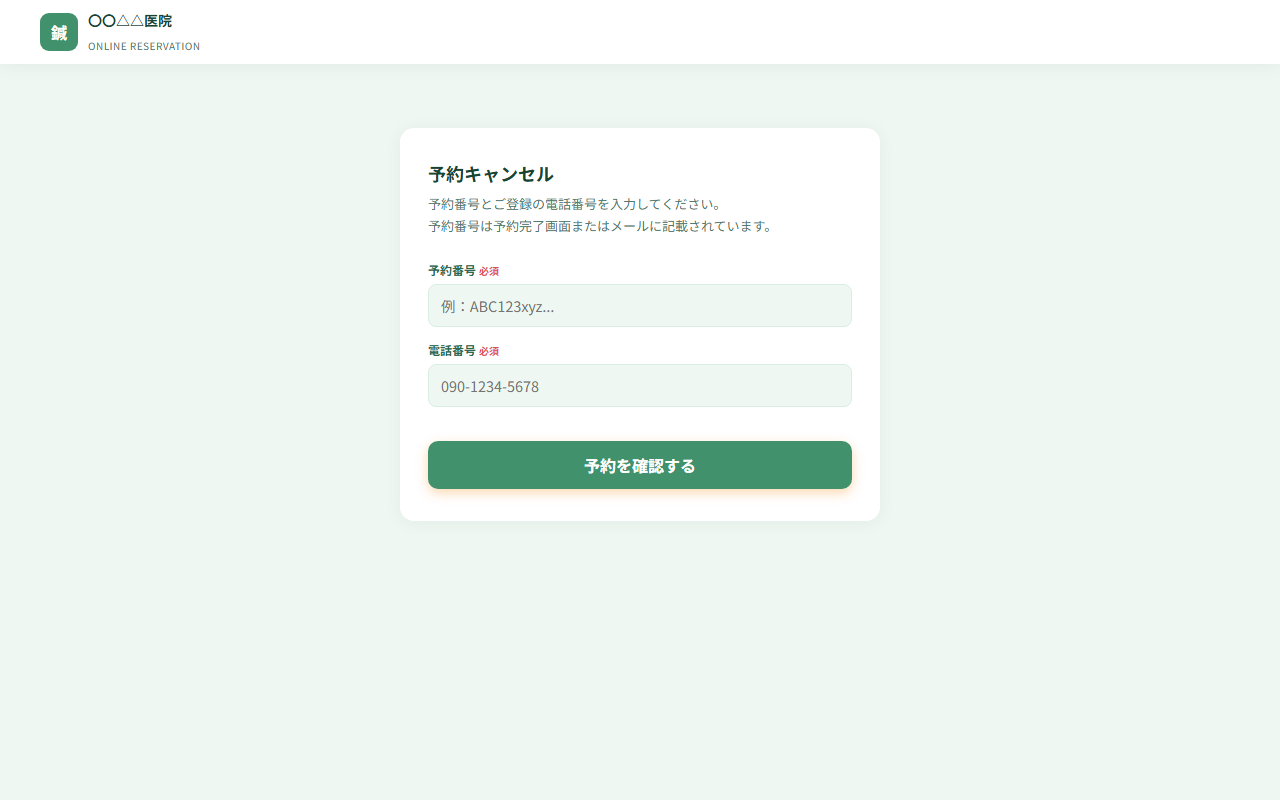 鍼
〇〇△△医院
ONLINE RESERVATION
予約キャンセル
予約番号とご登録の電話番号を入力してください。
予約番号は予約完了画面またはメールに記載されています。
予約番号 必須
例：ABC123xyz...
電話番号 必須
090-1234-5678
予約を確認する